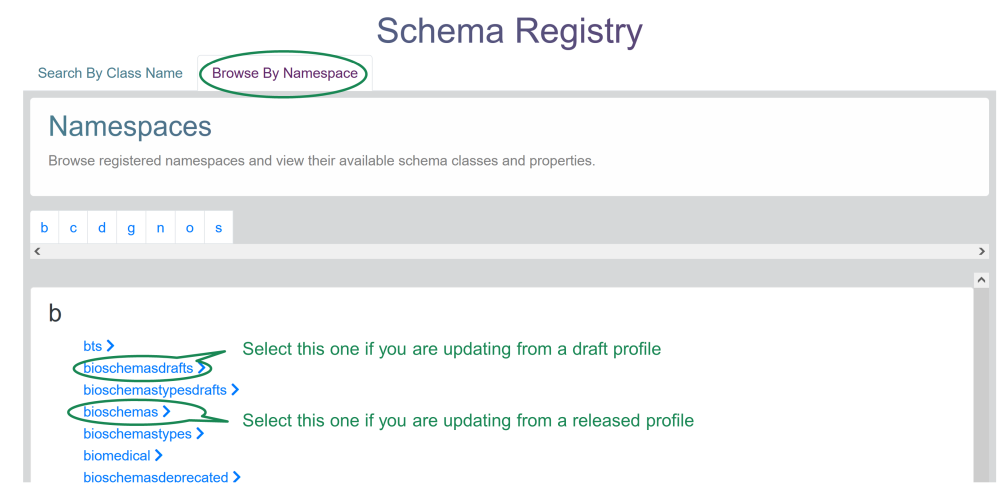 Schema Registry
Search By Class Name
Browse By Namespace
Namespaces
Browse registered namespaces and view their available schema classes and properties.
b c d g n o s
b
bts
Select this one if you are updating from a draft profile
bioschemasdrafts
bioschemastypesdrafts
bioschemas
Select this one if you are updating from a released profile
bioschemastypes
biomedical
bioschemasdeprecated